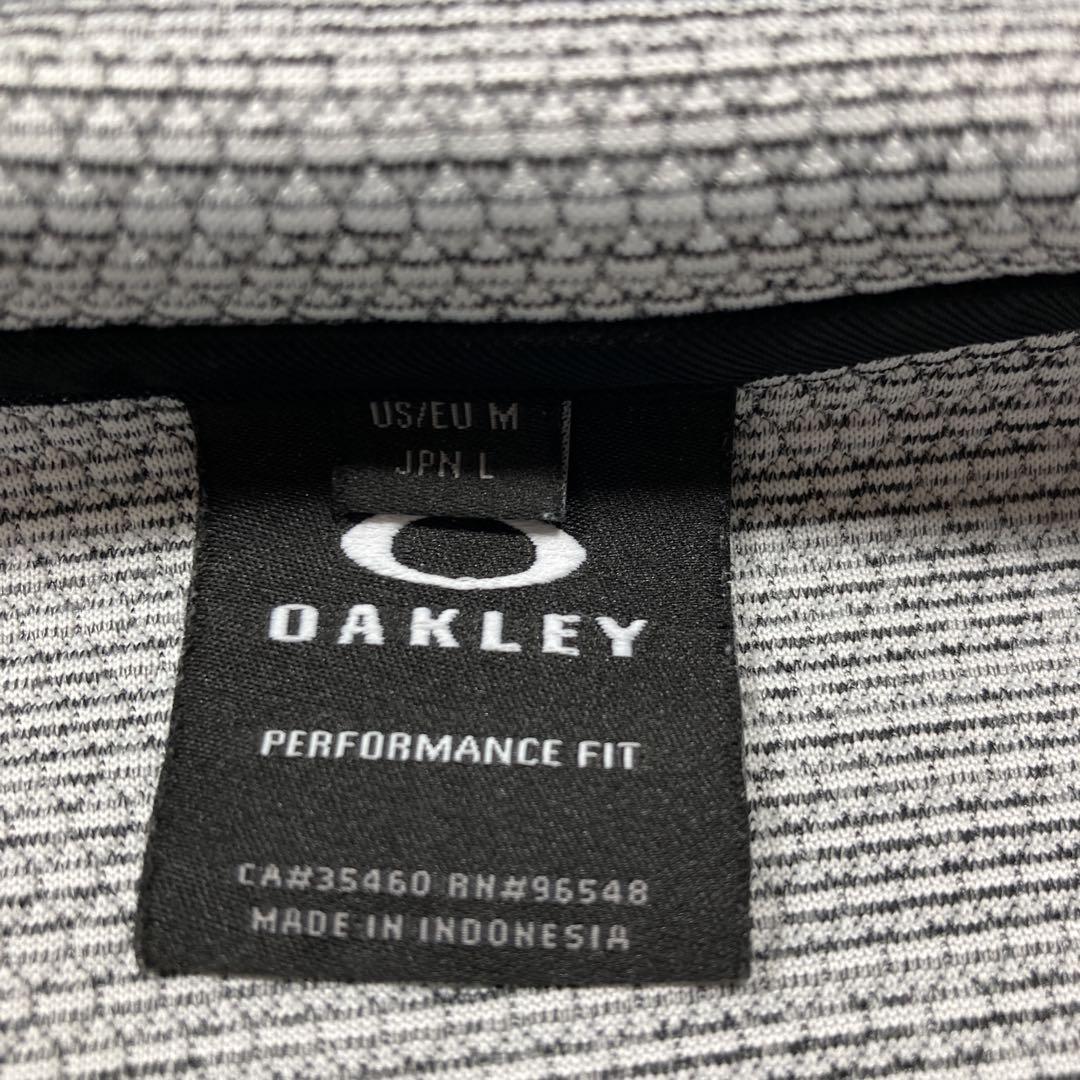 US/EU M
JPN L
OAKLEY
PERFORMANCE FIT
CA#35460 RN#96548
MADE IN INDONESIA